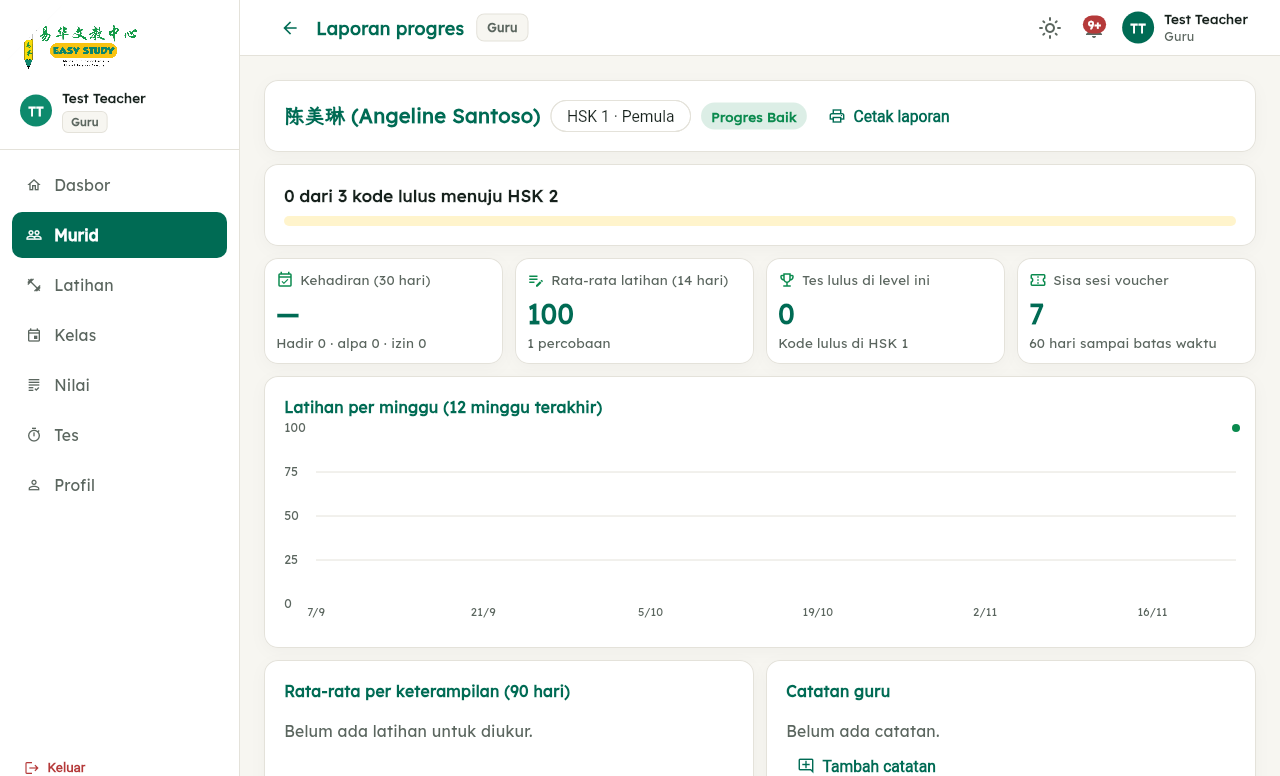 易华文教中心
EASY STUDY
TT
Test Teacher
Guru
Dasbor
Murid
Latihan
Kelas
Nilai
Tes
Profil
Keluar
Laporan progres
Guru
9+
TT
Test Teacher
Guru
陈美琳 (Angeline Santoso)
HSK 1 · Pemula
Progres Baik
Cetak laporan
0 dari 3 kode lulus menuju HSK 2
Kehadiran (30 hari)
—
Hadir 0 · alpa 0 · izin 0
Rata-rata latihan (14 hari)
100
1 percobaan
Tes lulus di level ini
0
Kode lulus di HSK 1
Sisa sesi voucher
7
60 hari sampai batas waktu
Latihan per minggu (12 minggu terakhir)
100
75
50
25
0
7/9
21/9
5/10
19/10
2/11
16/11
Rata-rata per keterampilan (90 hari)
Belum ada latihan untuk diukur.
Catatan guru
Belum ada catatan.
Tambah catatan